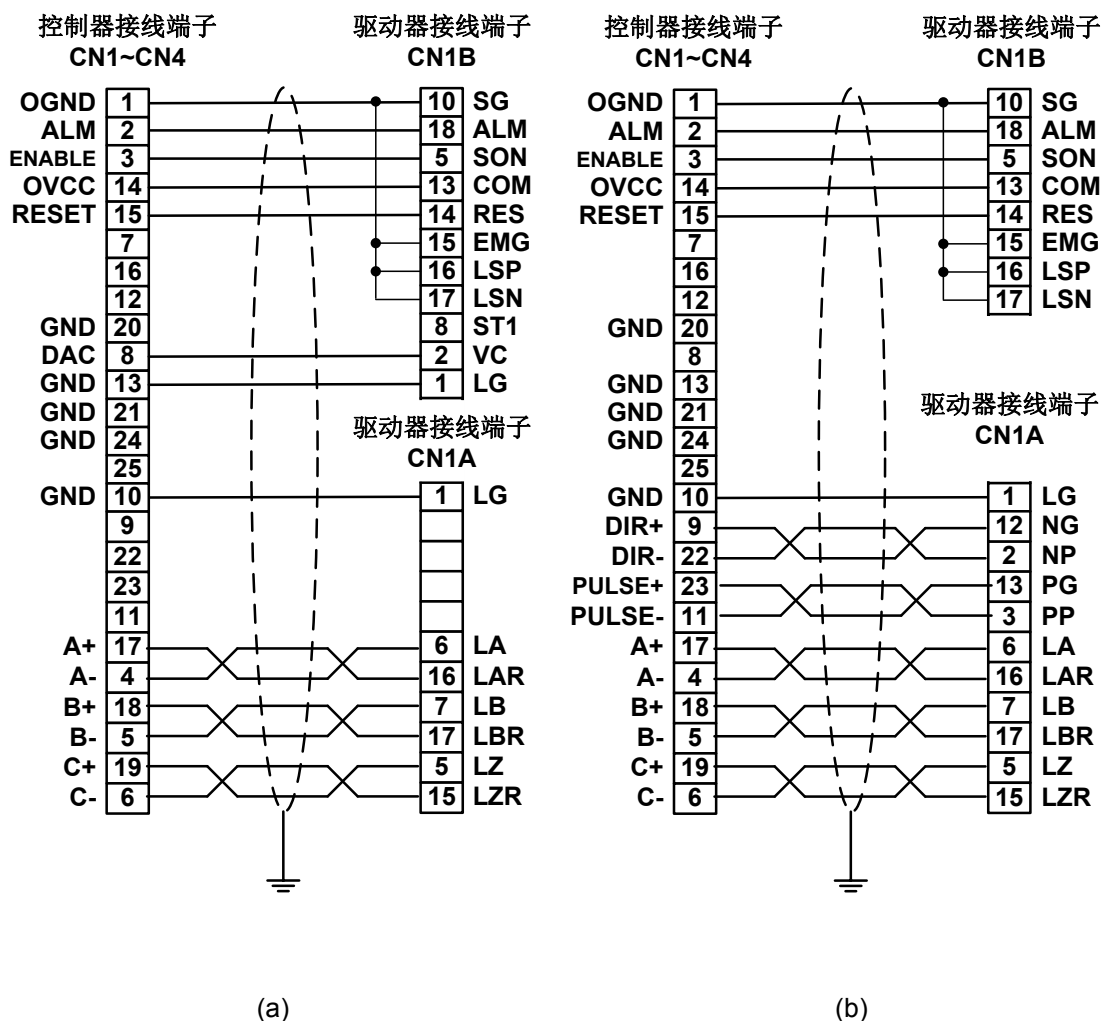 控制器接线端子
CN1~CN4
驱动器接线端子
CN1B
OGND 1 10 SG
ALM 2 18 ALM
ENABLE 3 5 SON
OVCC 14 13 COM
RESET 15 14 RES
7 15 EMG
16 16 LSP
12 17 LSN
GND 20 8 ST1
DAC 8 2 VC
GND 13 1 LG
GND 21
GND 24
25
驱动器接线端子
CN1A
GND 10 1 LG
9
22
23
11
A+ 17 6 LA
A- 4 16 LAR
B+ 18 7 LB
B- 5 17 LBR
C+ 19 5 LZ
C- 6 15 LZR
(a)
控制器接线端子
CN1~CN4
驱动器接线端子
CN1B
OGND 1 10 SG
ALM 2 18 ALM
ENABLE 3 5 SON
OVCC 14 13 COM
RESET 15 14 RES
7 15 EMG
16 16 LSP
12 17 LSN
GND 20
8
GND 13
GND 21
GND 24
25
驱动器接线端子
CN1A
GND 10 1 LG
DIR+ 9 12 NG
DIR- 22 2 NP
PULSE+ 23 13 PG
PULSE- 11 3 PP
A+ 17 6 LA
A- 4 16 LAR
B+ 18 7 LB
B- 5 17 LBR
C+ 19 5 LZ
C- 6 15 LZR
(b)